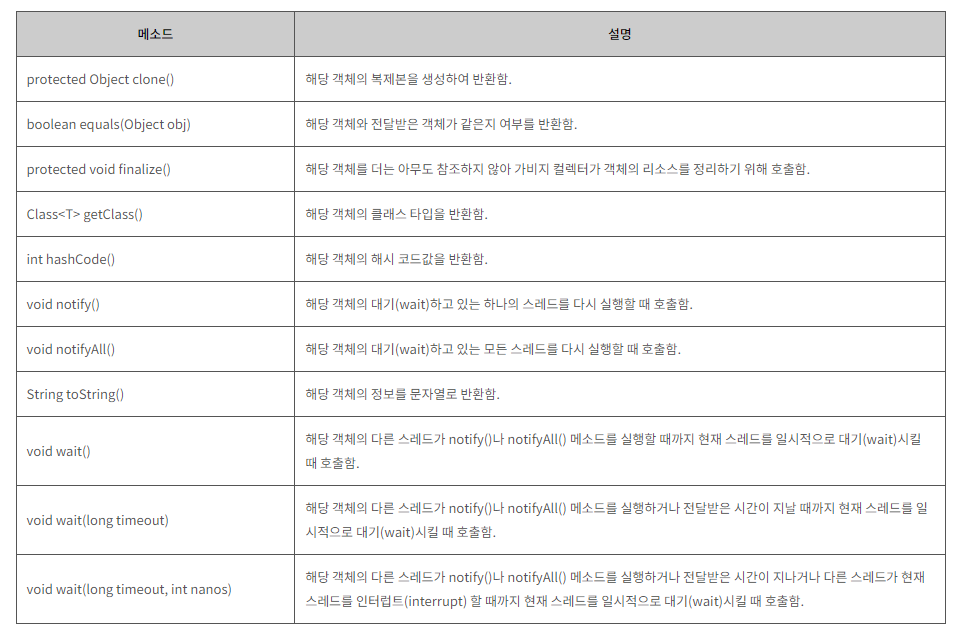 메소드
설명
protected Object clone()
해당 객체의 복제본을 생성하여 반환함.
boolean equals(Object obj)
해당 객체와 전달받은 객체가 같은지 여부를 반환함.
protected void finalize()
해당 객체를 더는 아무도 참조하지 않아 가비지 컬렉터가 객체의 리소스를 정리하기 위해 호출함.
Class<T> getClass()
해당 객체의 클래스 타입을 반환함.
int hashCode()
해당 객체의 해시 코드값을 반환함.
void notify()
해당 객체의 대기(wait)하고 있는 하나의 스레드를 다시 실행할 때 호출함.
void notifyAll()
해당 객체의 대기(wait)하고 있는 모든 스레드를 다시 실행할 때 호출함.
String toString()
해당 객체의 정보를 문자열로 반환함.
void wait()
해당 객체의 다른 스레드가 notify()나 notifyAll() 메소드를 실행할 때까지 현재 스레드를 일시적으로 대기(wait)시킬
때 호출함.
void wait(long timeout)
해당 객체의 다른 스레드가 notify()나 notifyAll() 메소드를 실행하거나 전달받은 시간이 지날 때까지 현재 스레드를 일
시적으로 대기(wait)시킬 때 호출함.
void wait(long timeout, int nanos)
해당 객체의 다른 스레드가 notify()나 notifyAll() 메소드를 실행하거나 전달받은 시간이 지나거나 다른 스레드가 현재
스레드를 인터럽트(interrupt) 할 때까지 현재 스레드를 일시적으로 대기(wait)시킬 때 호출함.